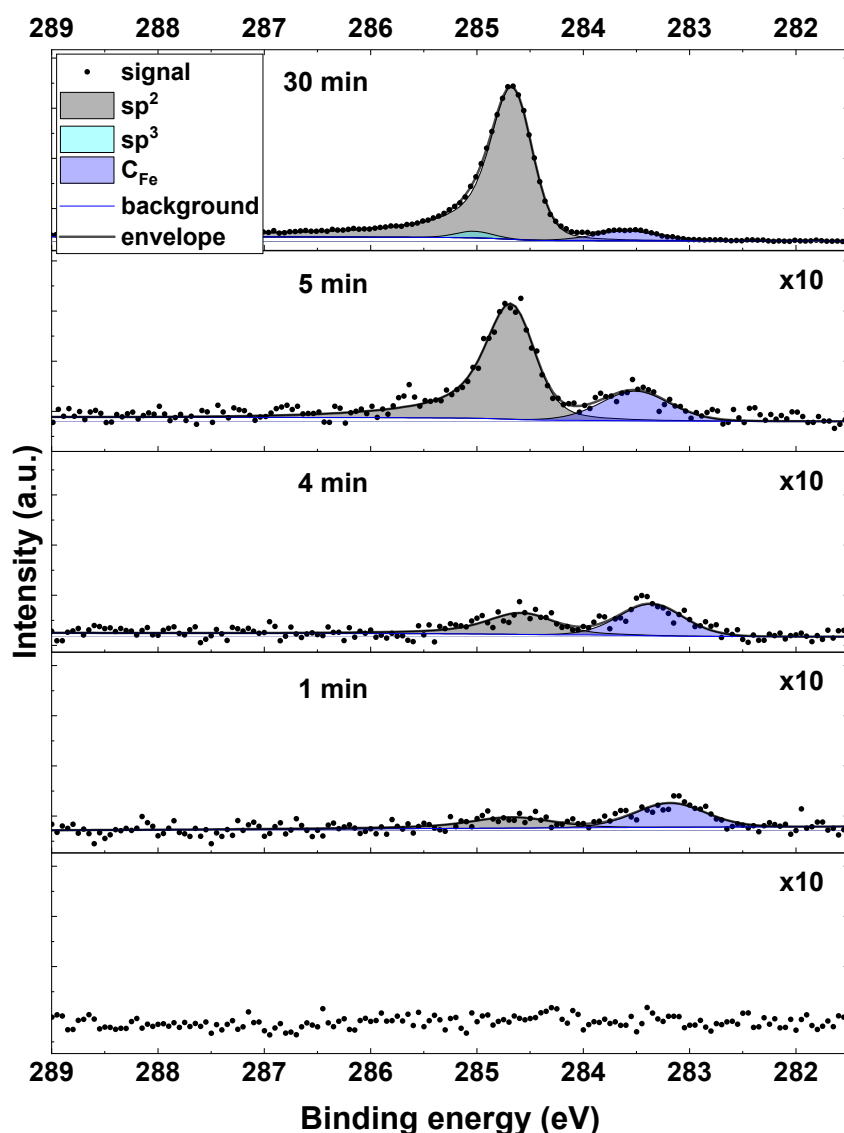 289 288 287 286 285 284 283 282
signal
sp²
sp³
C_Fe
background
envelope
30 min
5 min
x10
4 min
x10
1 min
x10
x10
Intensity (a.u.)
289 288 287 286 285 284 283 282
Binding energy (eV)